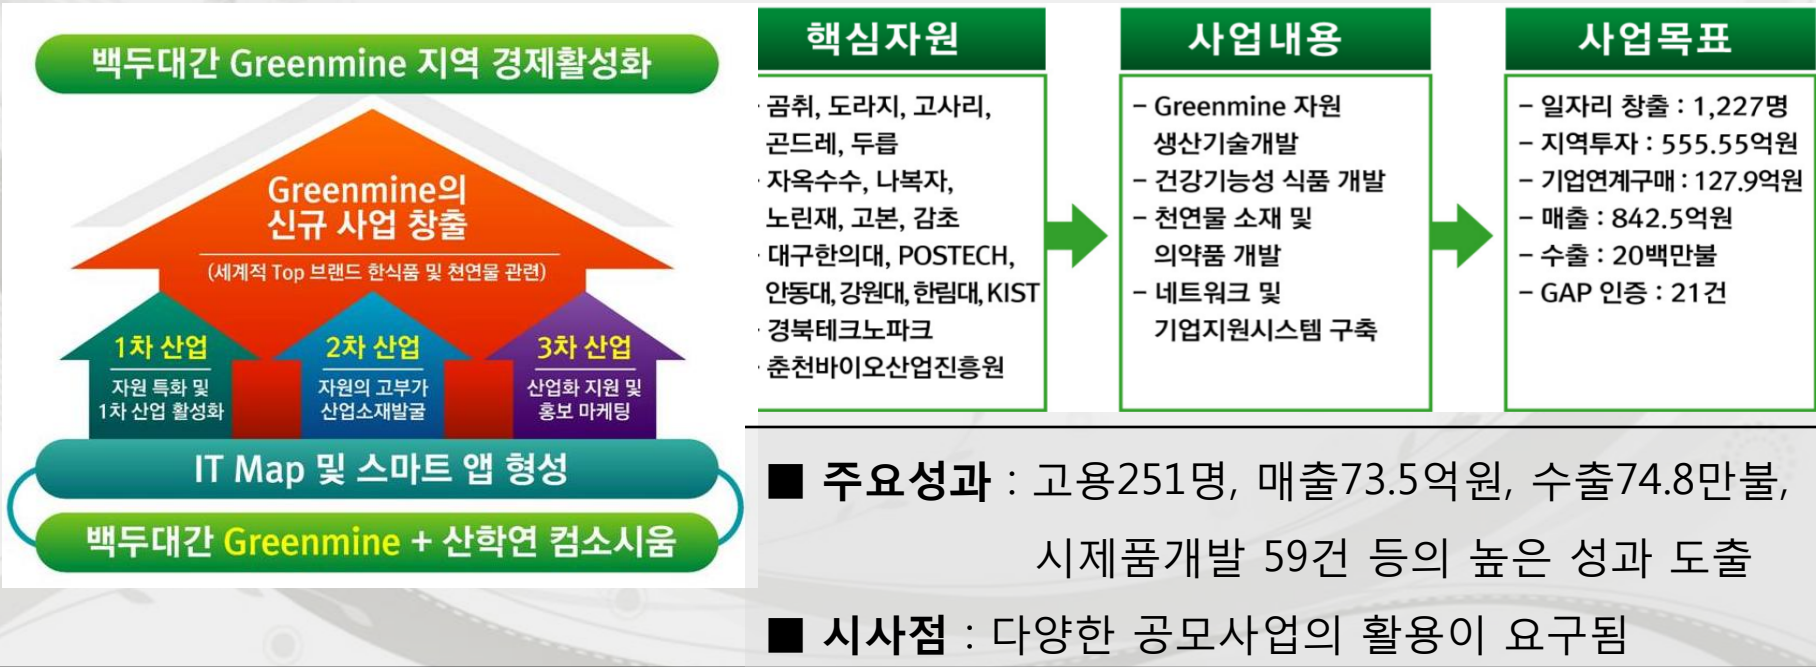 백두대간 Greenmine 지역 경제활성화
Greenmine의
신규 사업 창출
(세계적 Top 브랜드 한식품 및 천연물 관련)
1차 산업
자원 특화 및
1차 산업 활성화
2차 산업
자원의 고부가
산업소재발굴
3차 산업
산업화 지원 및
홍보 마케팅
IT Map 및 스마트 앱 형성
백두대간 Greenmine + 산학연 컴소시움
핵심자원
- 곰취, 도라지, 고사리,
곤드레, 두릅
- 자옥수수, 나복자,
노린재, 고본, 감초
- 대구한의대, POSTECH,
안동대, 강원대, 한림대, KIST
- 경북테크노파크
- 춘천바이오산업진흥원
사업내용
- Greenmine 자원
생산기술개발
- 건강기능성 식품 개발
- 천연물 소재 및
의약품 개발
- 네트워크 및
기업지원시스템 구축
사업목표
- 일자리 창출 : 1,227명
- 지역투자 : 555.55억원
- 기업연계구매 : 127.9억원
- 매출 : 842.5억원
- 수출 : 20백만불
- GAP 인증 : 21건
■ 주요성과 : 고용251명, 매출73.5억원, 수출74.8만불,
시제품개발 59건 등의 높은 성과 도출
■ 시사점 : 다양한 공모사업의 활용이 요구됨